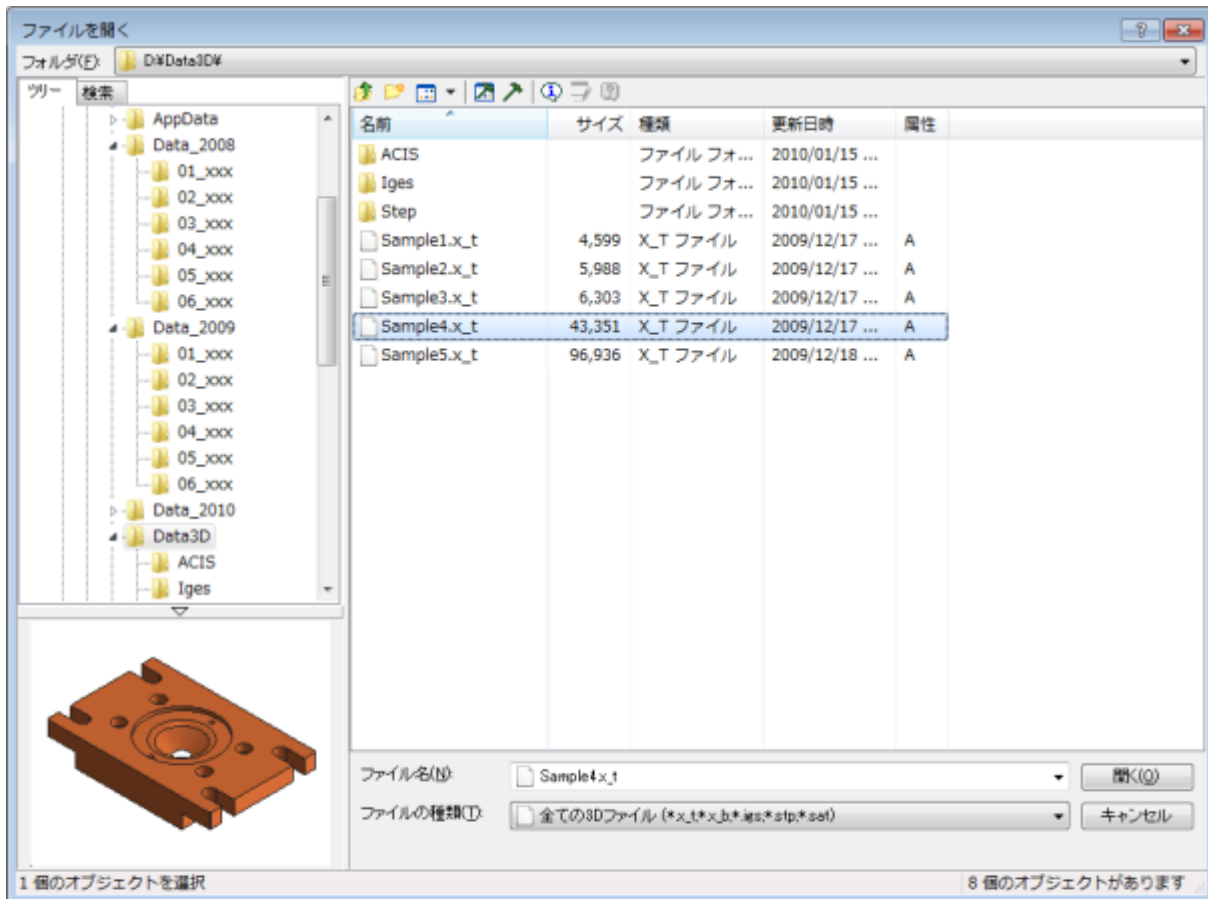 ファイルを開く
フォルダ(F): D:¥Data3D¥
ツリー 検索
AppData
Data_2008
01_xxx
02_xxx
03_xxx
04_xxx
05_xxx
06_xxx
Data_2009
01_xxx
02_xxx
03_xxx
04_xxx
05_xxx
06_xxx
Data_2010
Data3D
ACIS
Iges
名前 サイズ 種類 更新日時 属性
ACIS ファイル フォ... 2010/01/15 ...
Iges ファイル フォ... 2010/01/15 ...
Step ファイル フォ... 2010/01/15 ...
Sample1.x_t 4,599 X_T ファイル 2009/12/17 ... A
Sample2.x_t 5,988 X_T ファイル 2009/12/17 ... A
Sample3.x_t 6,303 X_T ファイル 2009/12/17 ... A
Sample4.x_t 43,351 X_T ファイル 2009/12/17 ... A
Sample5.x_t 96,936 X_T ファイル 2009/12/18 ... A
ファイル名(N): Sample4.x_t 開く(O)
ファイルの種類(T): 全ての3Dファイル (*.x_t;*.x_b;*.igs;*.stp;*.sat) キャンセル
1 個のオブジェクトを選択 8 個のオブジェクトがあります